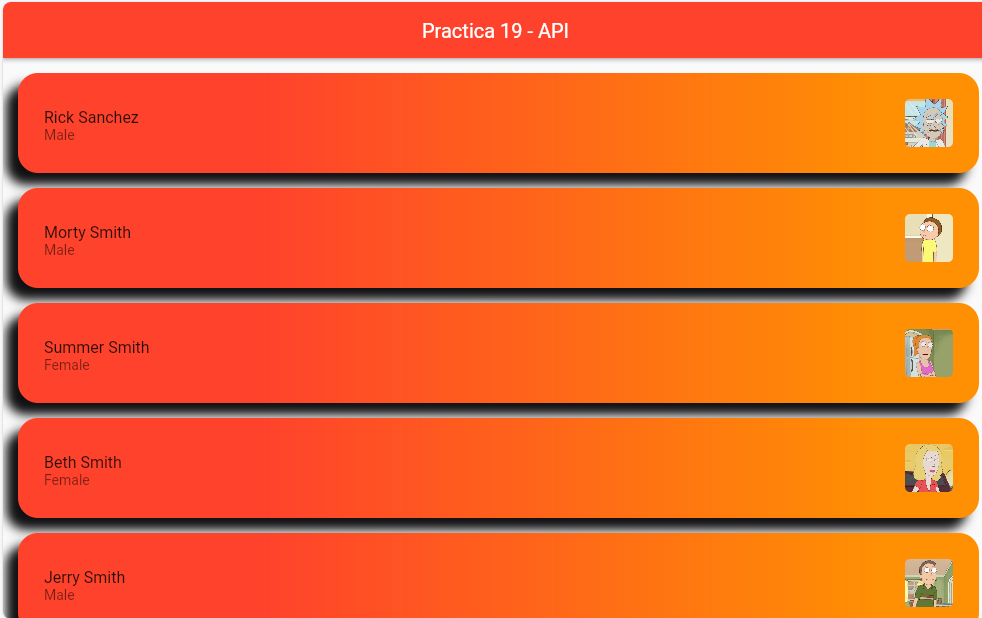 Practica 19 - API
Rick Sanchez
Male
Morty Smith
Male
Summer Smith
Female
Beth Smith
Female
Jerry Smith
Male